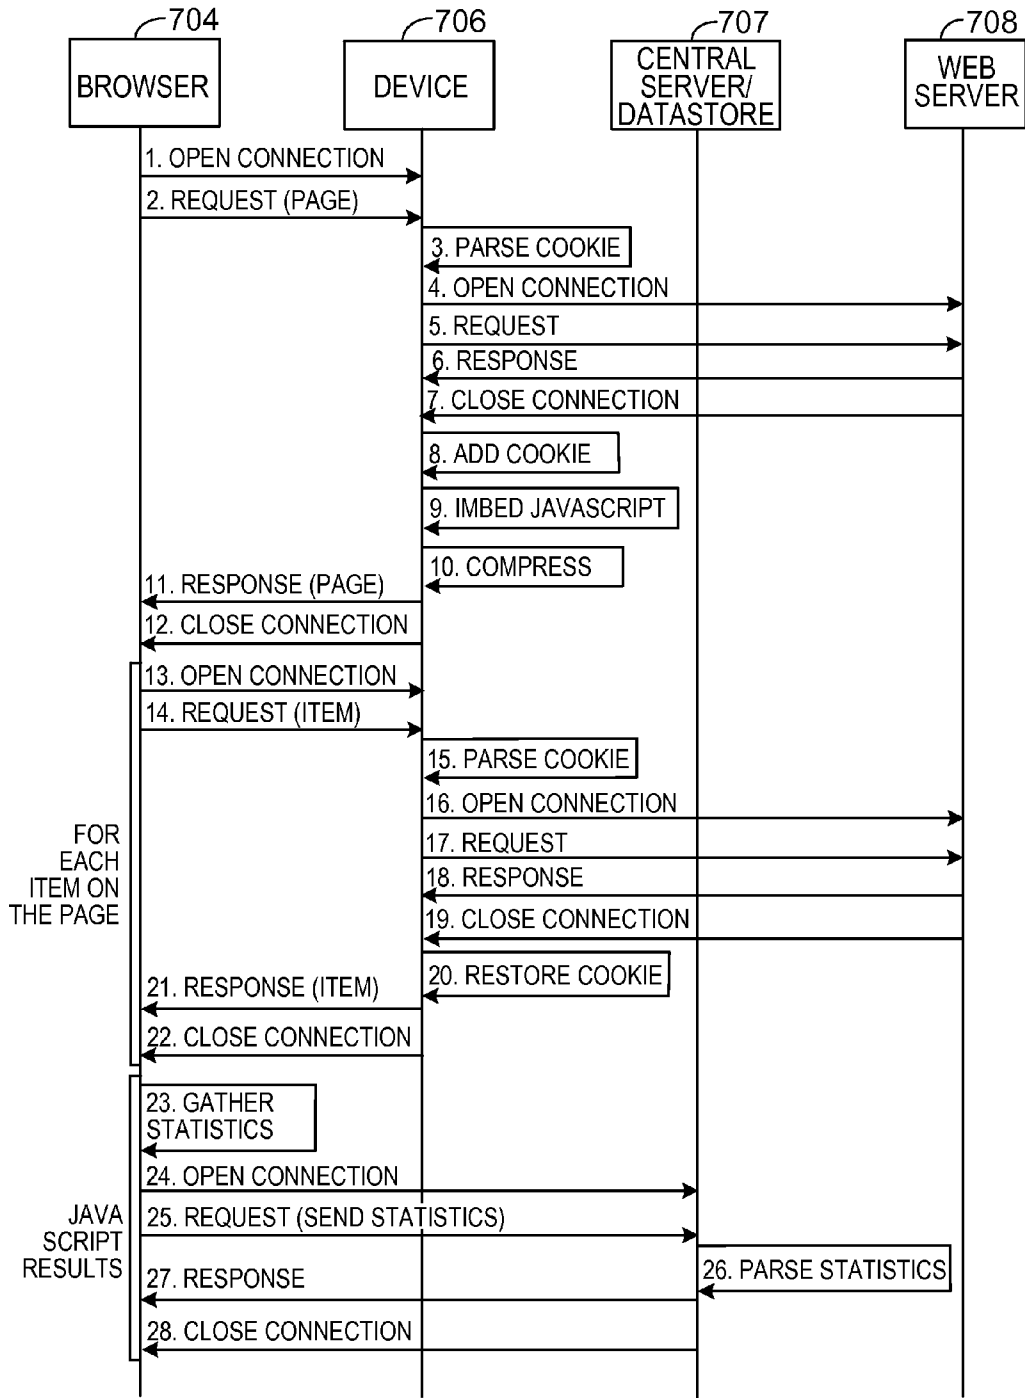 704
706
707
708
BROWSER
DEVICE
CENTRAL
SERVER/
DATASTORE
WEB
SERVER
1. OPEN CONNECTION
2. REQUEST (PAGE)
3. PARSE COOKIE
4. OPEN CONNECTION
5. REQUEST
6. RESPONSE
7. CLOSE CONNECTION
8. ADD COOKIE
9. IMBED JAVASCRIPT
10. COMPRESS
11. RESPONSE (PAGE)
12. CLOSE CONNECTION
13. OPEN CONNECTION
14. REQUEST (ITEM)
15. PARSE COOKIE
16. OPEN CONNECTION
17. REQUEST
18. RESPONSE
19. CLOSE CONNECTION
20. RESTORE COOKIE
21. RESPONSE (ITEM)
22. CLOSE CONNECTION
FOR
EACH
ITEM ON
THE PAGE
23. GATHER
STATISTICS
24. OPEN CONNECTION
25. REQUEST (SEND STATISTICS)
26. PARSE STATISTICS
27. RESPONSE
28. CLOSE CONNECTION
JAVA
SCRIPT
RESULTS